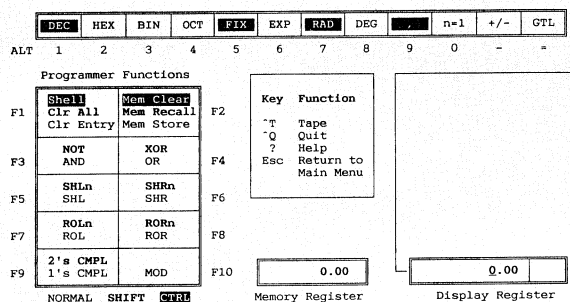 DEC HEX BIN OCT FIX EXP RAD DEG , n=1 +/- GTL
ALT 1 2 3 4 5 6 7 8 9 0 - =
Programmer Functions
F1
Shell Mem Clear
Clr All Mem Recall
Clr Entry Mem Store
F2
NOT XOR
F3 AND OR F4
SHLn SHRn
F5 SHL SHR F6
ROLn RORn
F7 ROL ROR F8
2's CMPL
F9 1's CMPL MOD F10
NORMAL SHIFT CTRL
Key Function
^T Tape
^Q Quit
? Help
Esc Return to
Main Menu
0.00
Memory Register
0.00
Display Register